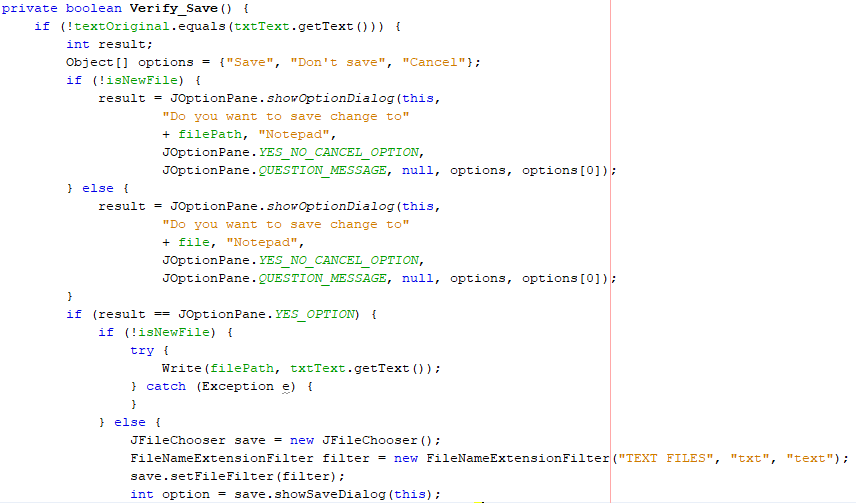 private boolean Verify_Save() {
    if (!textOriginal.equals(txtText.getText())) {
        int result;
        Object[] options = {"Save", "Don't save", "Cancel"};
        if (!isNewFile) {
            result = JOptionPane.showOptionDialog(this,
                    "Do you want to save change to"
                    + filePath, "Notepad",
                    JOptionPane.YES_NO_CANCEL_OPTION,
                    JOptionPane.QUESTION_MESSAGE, null, options, options[0]);
        } else {
            result = JOptionPane.showOptionDialog(this,
                    "Do you want to save change to"
                    + file, "Notepad",
                    JOptionPane.YES_NO_CANCEL_OPTION,
                    JOptionPane.QUESTION_MESSAGE, null, options, options[0]);
        }
        if (result == JOptionPane.YES_OPTION) {
            if (!isNewFile) {
                try {
                    Write(filePath, txtText.getText());
                } catch (Exception e) {
                }
            } else {
                JFileChooser save = new JFileChooser();
                FileNameExtensionFilter filter = new FileNameExtensionFilter("TEXT FILES", "txt", "text");
                save.setFileFilter(filter);
                int option = save.showSaveDialog(this);